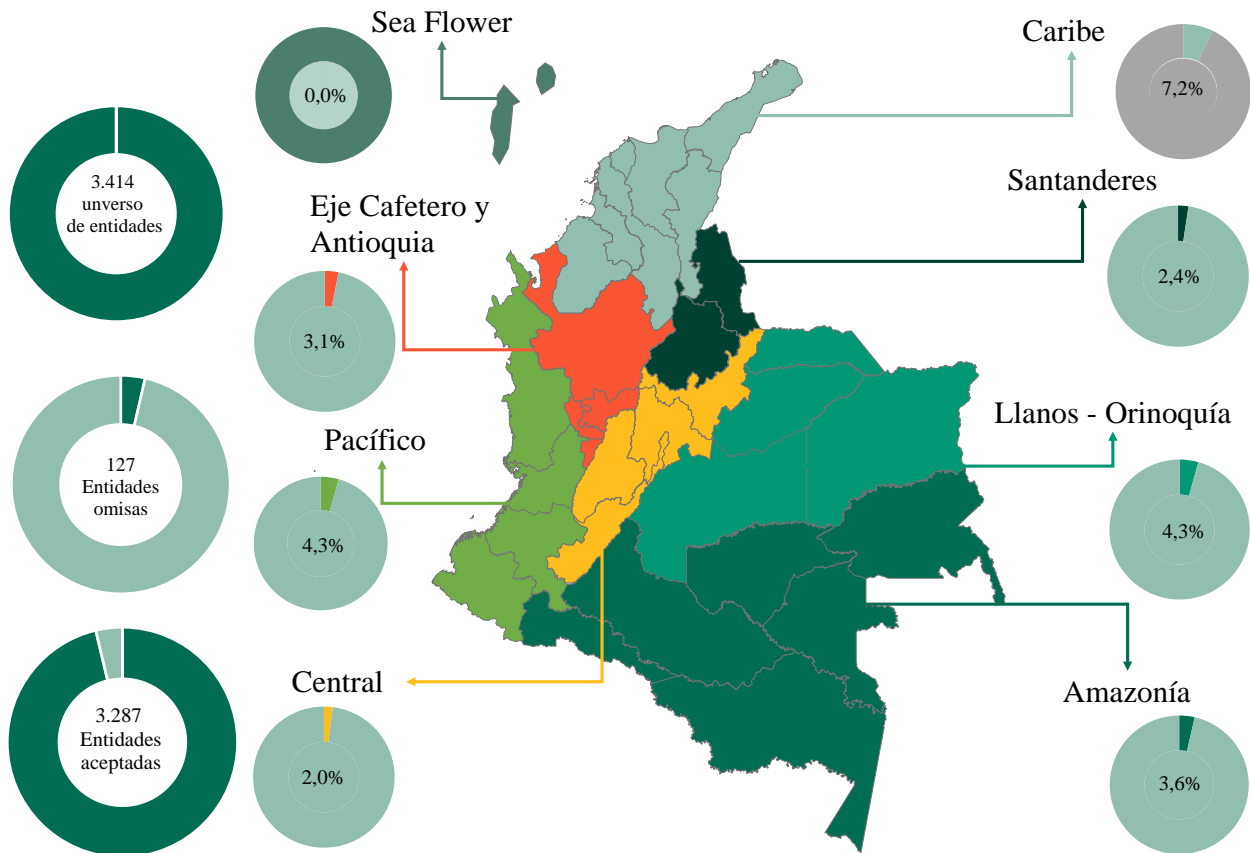 Sea Flower
0,0%
Caribe
7,2%
3.414
unverso
de entidades
Eje Cafetero y
Antioquia
3,1%
Santanderes
2,4%
127
Entidades
omisas
Pacífico
4,3%
Llanos - Orinoquía
4,3%
3.287
Entidades
aceptadas
Central
2,0%
Amazonía
3,6%